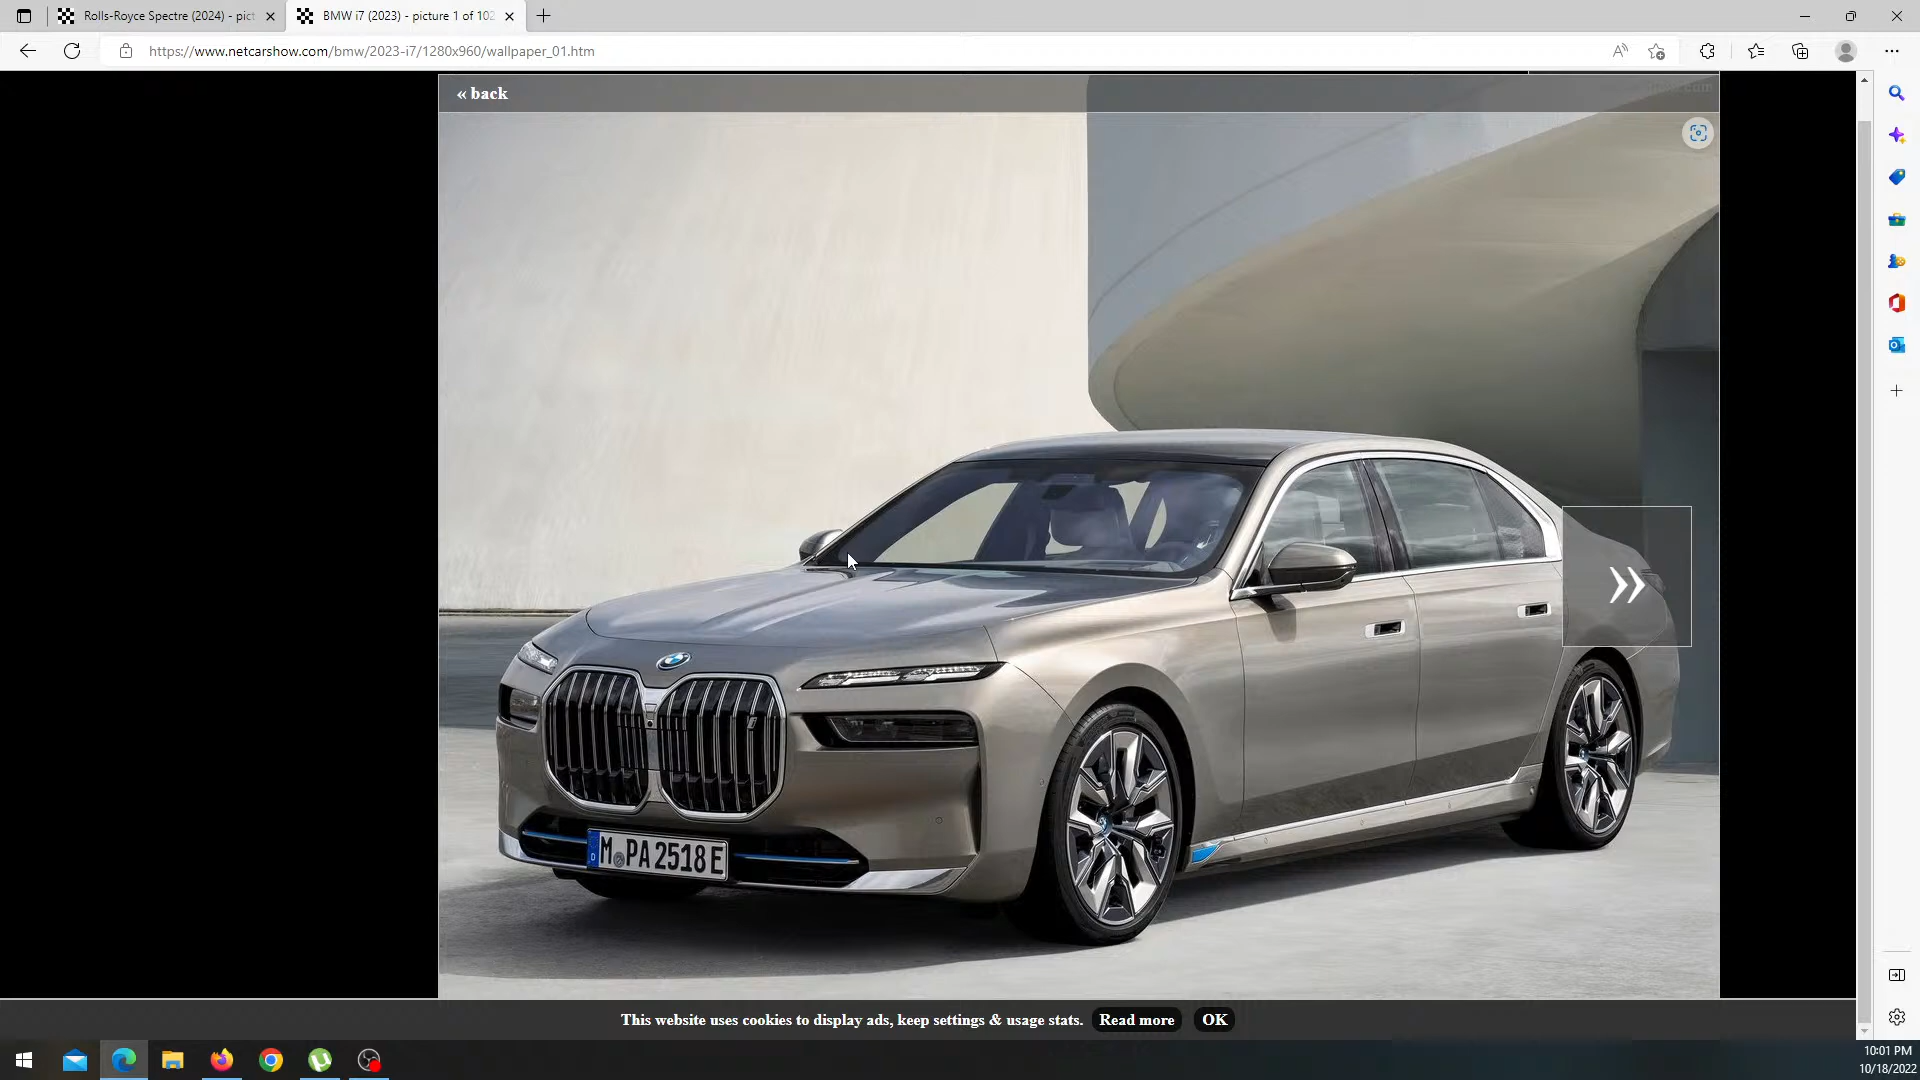 Rolls-Royce Spectre (2024) - pict
BMW i7 (2023) - picture 1 of 102
https://www.netcarshow.com/bmw/2023-i7/1280x960/wallpaper_01.htm
« back
M PA 2518 E
D
»
This website uses cookies to display ads, keep settings & usage stats. Read more OK
10:01 PM
10/18/2022